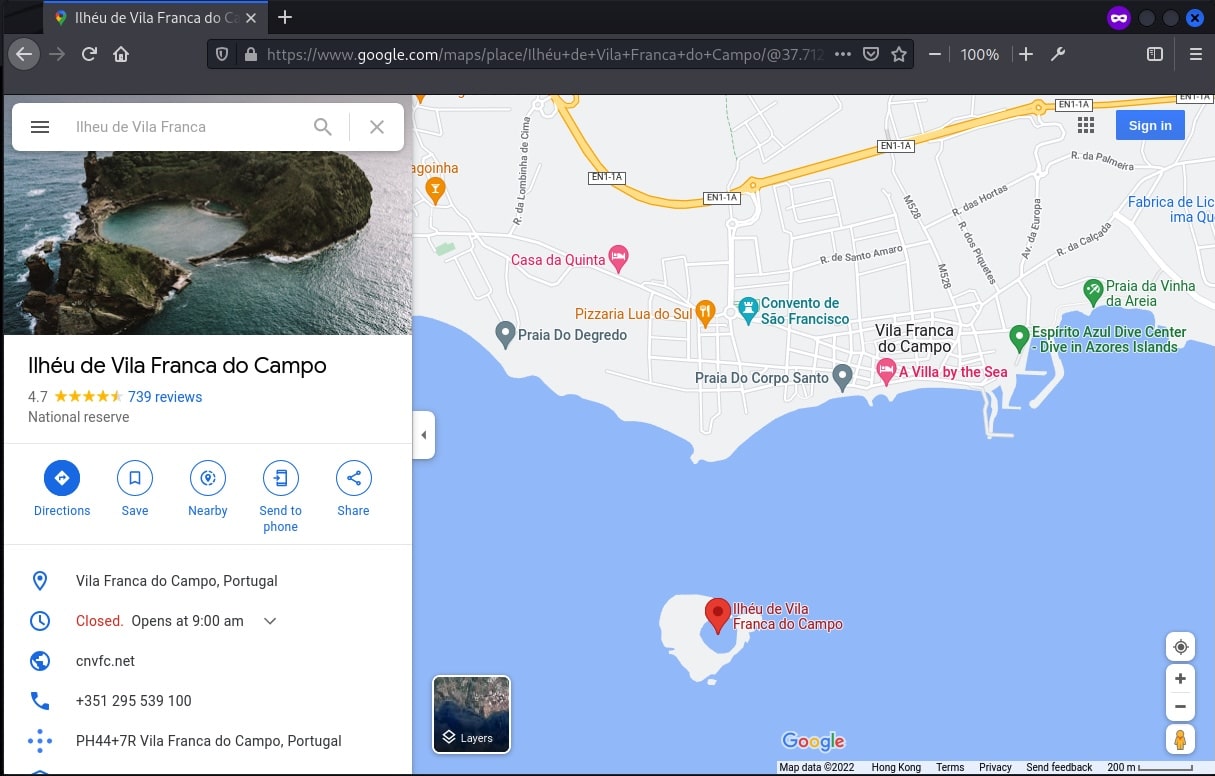 Ilhéu de Vila Franca do Ca
https://www.google.com/maps/place/Ilhéu+de+Vila+Franca+do+Campo/@37.712
100%
Ilheu de Vila Franca
Ilhéu de Vila Franca do Campo
4.7 739 reviews
National reserve
Directions
Save
Nearby
Send to
phone
Share
Vila Franca do Campo, Portugal
Closed. Opens at 9:00 am
cnvfc.net
+351 295 539 100
PH44+7R Vila Franca do Campo, Portugal
EN1-1A
EN1-1A
Sign in
EN1-1A
EN1-1A
EN1-1A
R. da Lombinha de Cima
agoinha
R. da Palmeira
M528
R. das Hortas
R. dos Piquetes
Av. da Europa
R. da Calçada
Fabrica de Lic
ima Qu
Casa da Quinta
R. de Santo Amaro
M528
Praia da Vinha
da Areia
Pizzaria Lua do Sul
Convento de
São Francisco
Praia Do Degredo
Vila Franca
do Campo
Espírito Azul Dive Center
- Dive in Azores Islands
Praia Do Corpo Santo
A Villa by the Sea
Ilhéu de Vila
Franca do Campo
Layers
Google
Map data ©2022 Hong Kong Terms Privacy Send feedback 200 m